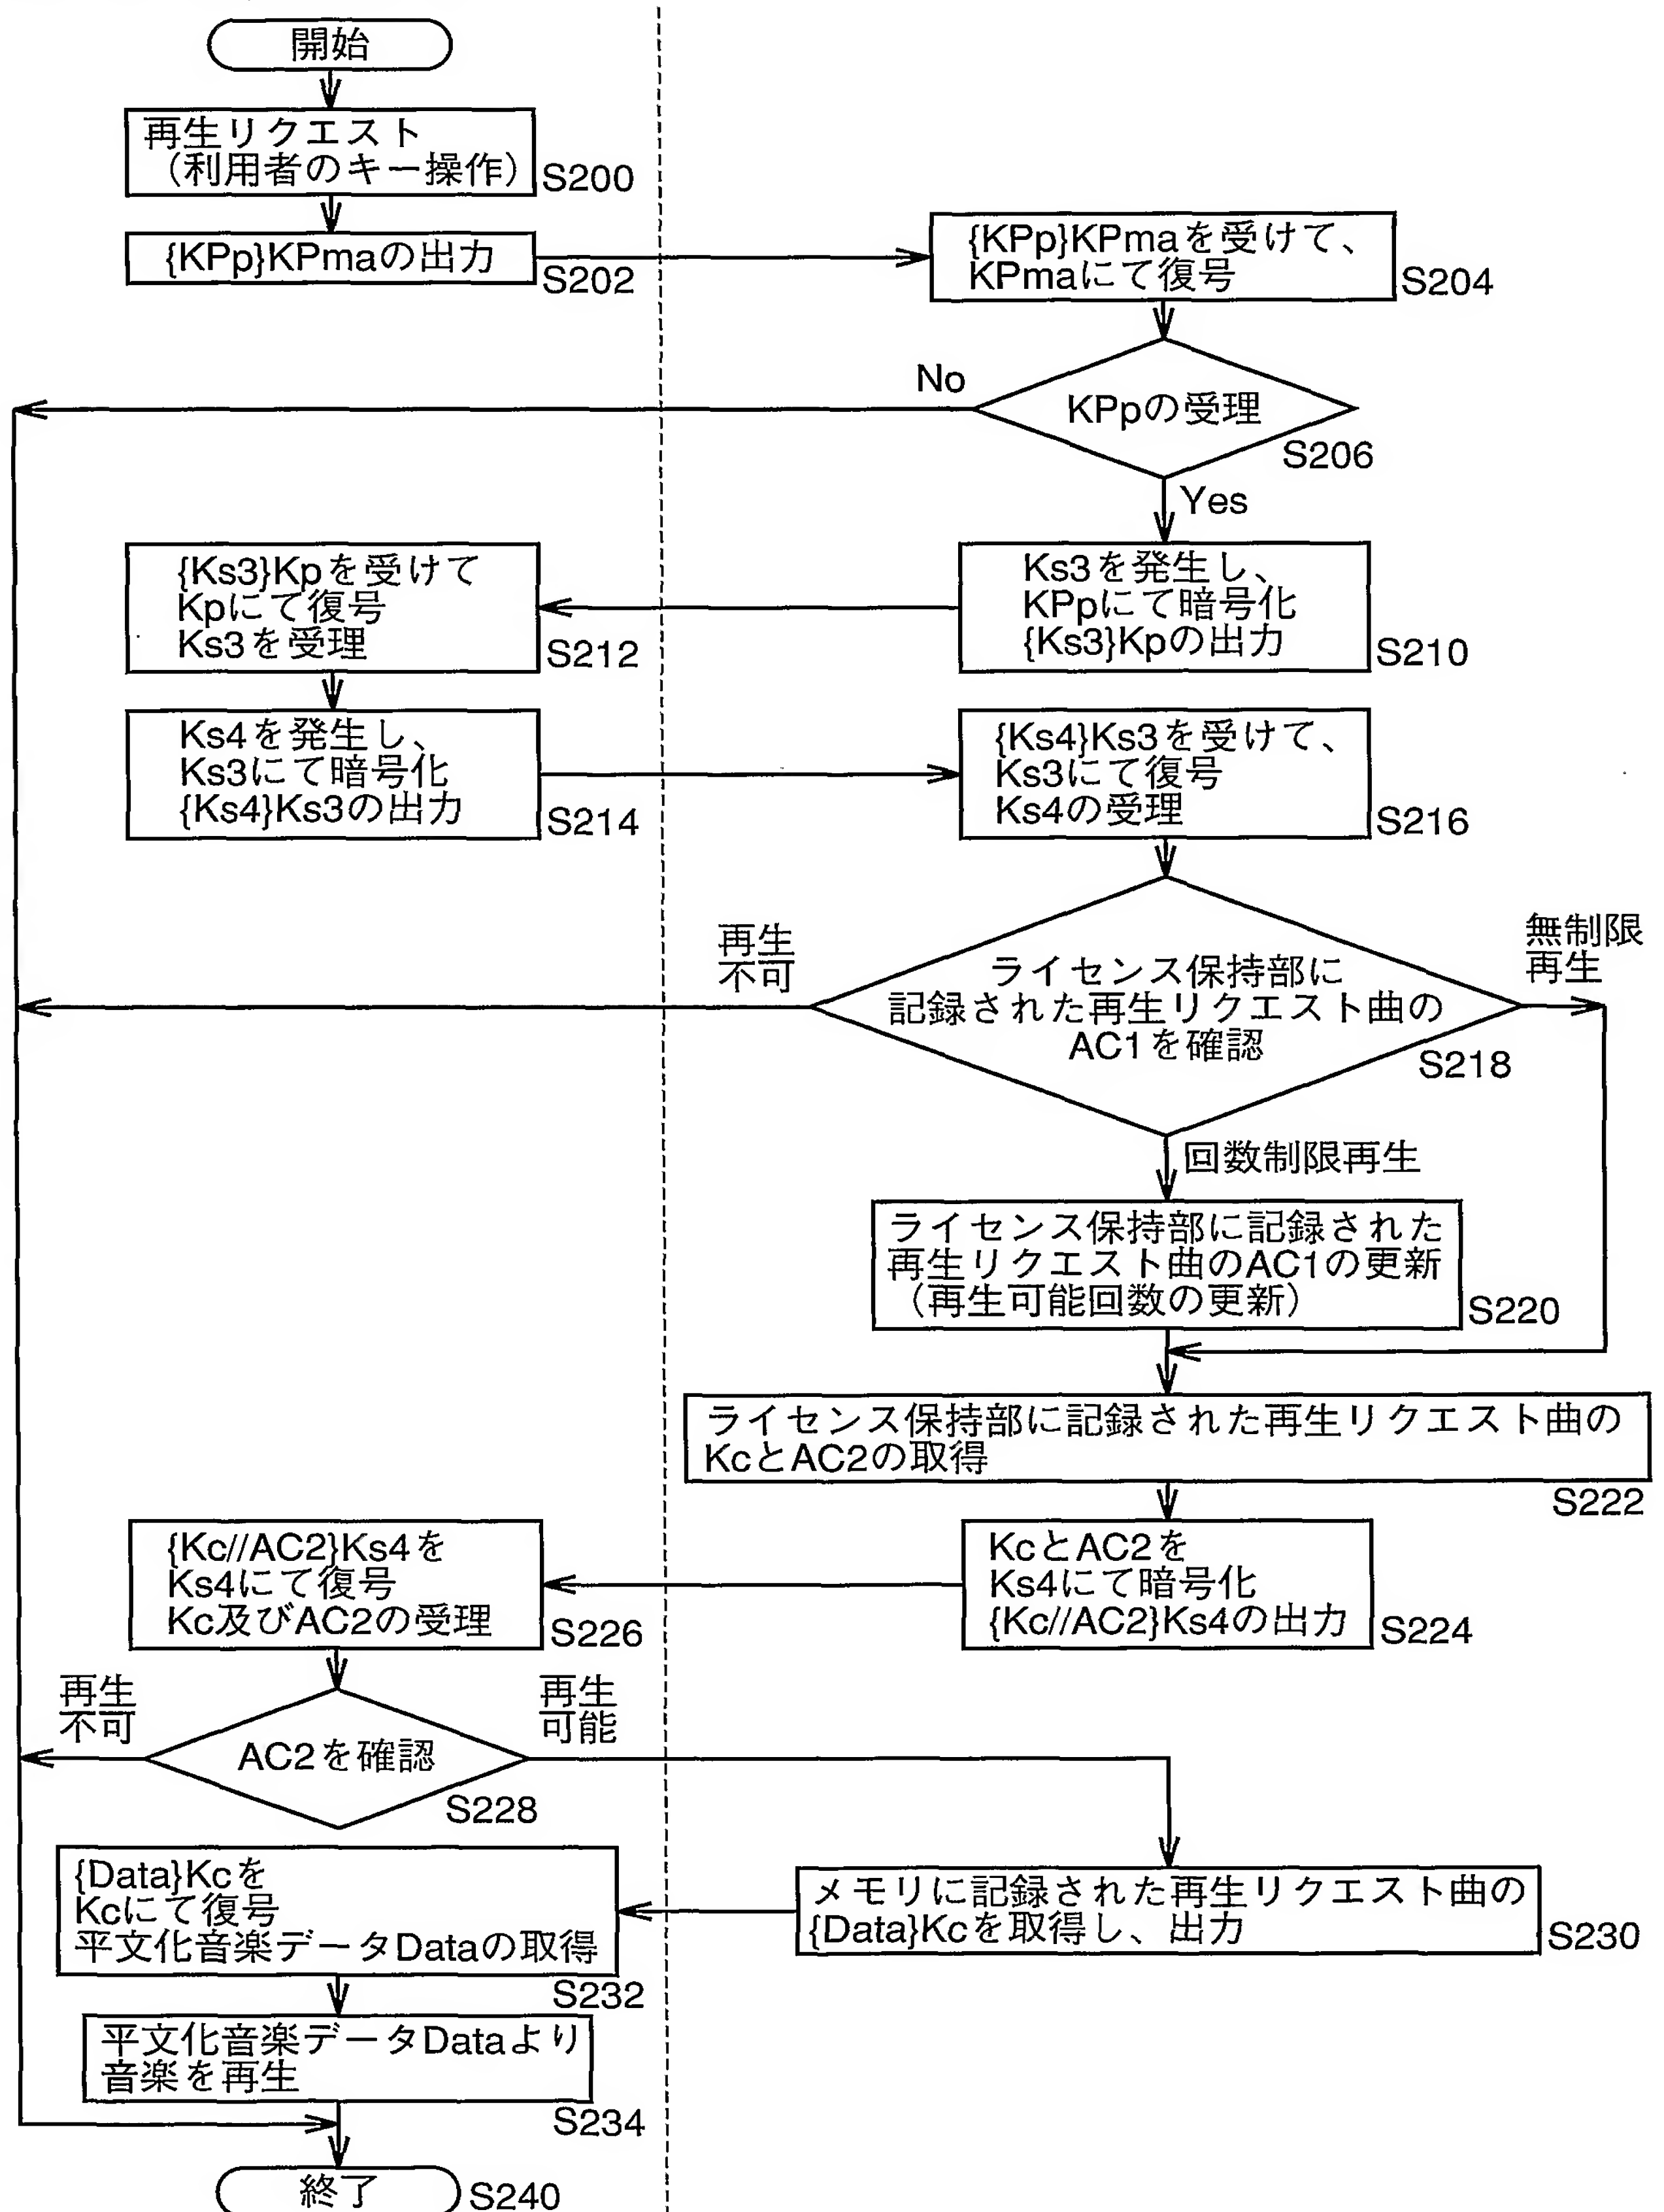 開始
再生リクエスト
(利用者のキー操作)
S200
{KPp}KPmaの出力
S202
{KPp}KPmaを受けて、
KPmaにて復号
S204
No
KPpの受理
S206
Yes
Ks3を発生し、
KPpにて暗号化
{Ks3}Kpの出力
S210
{Ks3}Kpを受けて
Kpにて復号
Ks3を受理
S212
Ks4を発生し、
Ks3にて暗号化
{Ks4}Ks3の出力
S214
{Ks4}Ks3を受けて、
Ks3にて復号
Ks4の受理
S216
再生
不可
ライセンス保持部に
記録された再生リクエスト曲の
AC1を確認
S218
無制限
再生
回数制限再生
ライセンス保持部に記録された
再生リクエスト曲のAC1の更新
(再生可能回数の更新)
S220
ライセンス保持部に記録された再生リクエスト曲の
KcとAC2の取得
S222
KcとAC2を
Ks4にて暗号化
{Kc//AC2}Ks4の出力
S224
{Kc//AC2}Ks4を
Ks4にて復号
Kc及びAC2の受理
S226
再生
不可
再生
可能
AC2を確認
S228
メモリに記録された再生リクエスト曲の
{Data}Kcを取得し、出力
S230
{Data}Kcを
Kcにて復号
平文化音楽データDataの取得
S232
平文化音楽データDataより
音楽を再生
S234
終了
S240